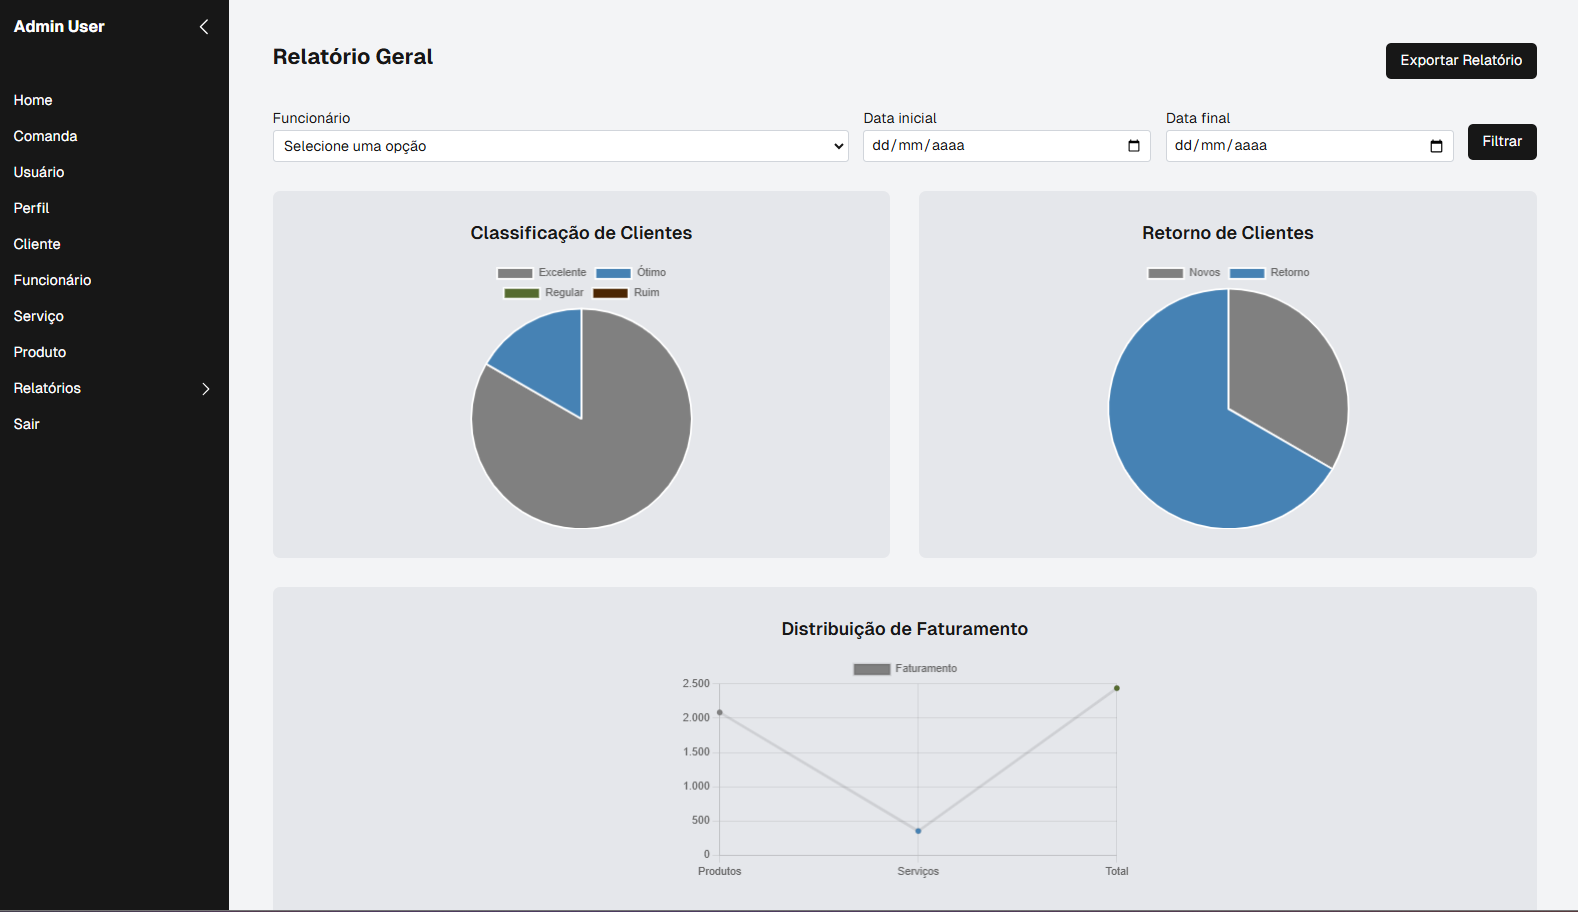 Admin User
Home
Comanda
Usuário
Perfil
Cliente
Funcionário
Serviço
Produto
Relatórios
Sair
Relatório Geral
Exportar Relatório
Funcionário
Selecione uma opção
Data inicial
dd/mm/aaaa
Data final
dd/mm/aaaa
Filtrar
Classificação de Clientes
Excelente Ótimo
Regular Ruim
Retorno de Clientes
Novos Retorno
Distribuição de Faturamento
Faturamento
2.500
2.000
1.500
1.000
500
0
Produtos Serviços Total